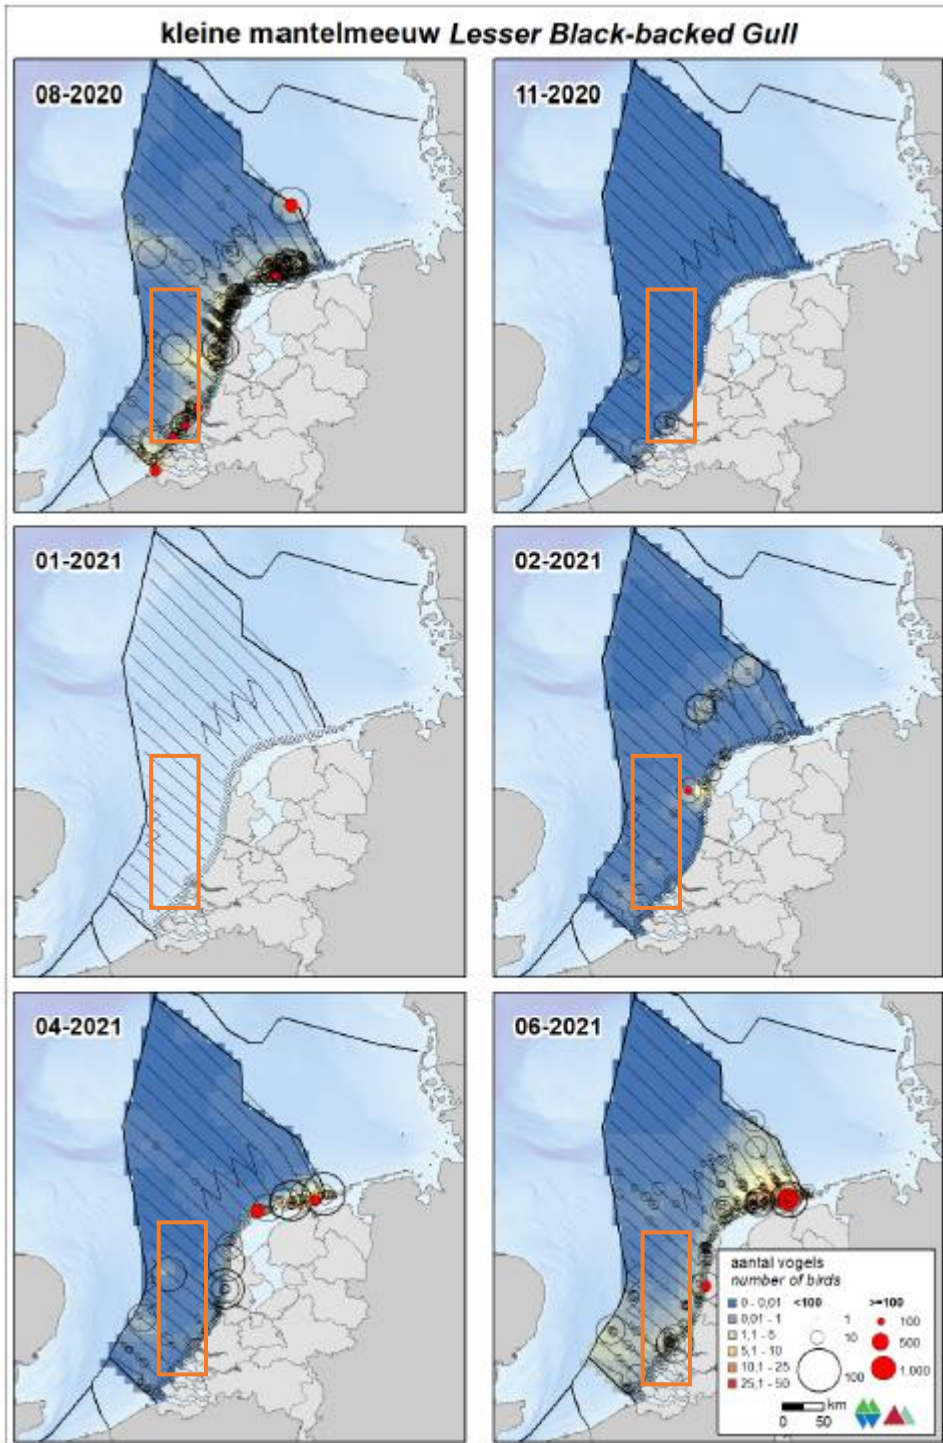 kleine mantelmeeuw Lesser Black-backed Gull
08-2020
11-2020
01-2021
02-2021
04-2021
06-2021
aantal vogels
number of birds
0 - 0,01 <100 >=100
0,01 - 1 1 100
1,1 - 5 10 500
5,1 - 10
10,1 - 25 100 1.000
25,1 - 50
km
0 50